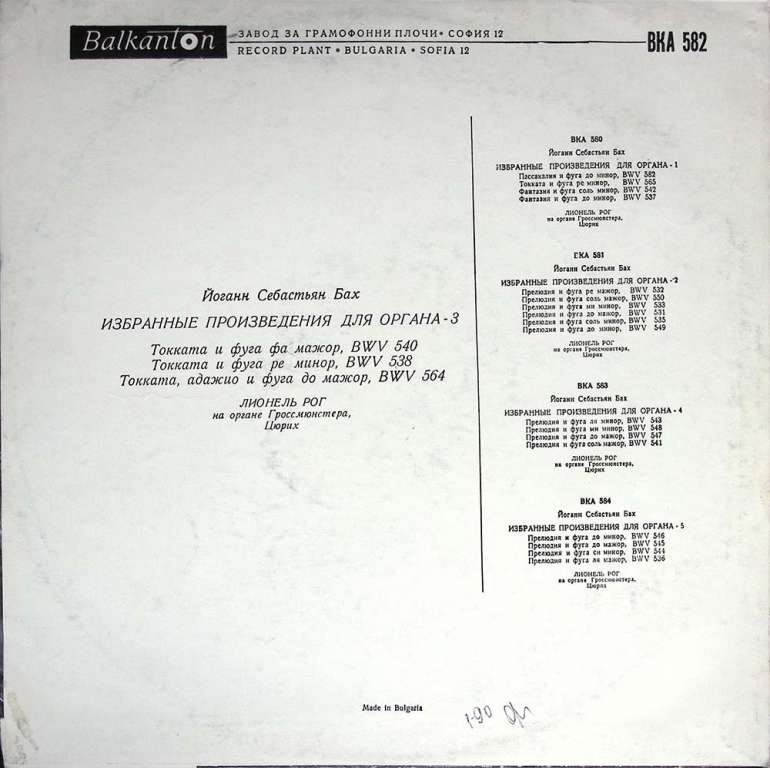 Balkanton
ЗАВОД ЗА ГРАМОФОННИ ПЛОЧИ • СОФИЯ 12
RECORD PLANT • BULGARIA • SOFIA 12
ВКА 582
Йоганн Себастьян Бах
ИЗБРАННЫЕ ПРОИЗВЕДЕНИЯ ДЛЯ ОРГАНА - 3
Токката и фуга фа мажор, BWV 540
Токката и фуга ре минор, BWV 538
Токката, адажио и фуга до мажор, BWV 564
ЛИОНЕЛЬ РОГ
на органе Гроссмюнстера,
Цюрих
ВКА 580
Йоганн Себастьян Бах
ИЗБРАННЫЕ ПРОИЗВЕДЕНИЯ ДЛЯ ОРГАНА - 1
Пассакалия и фуга до минор, BWV 582
Токката и фуга ре минор, BWV 565
Фантазия и фуга соль минор, BWV 542
Фантазия и фуга до минор, BWV 537
ЛИОНЕЛЬ РОГ
на органе Гроссмюнстера,
Цюрих
ВКА 581
Йоганн Себастьян Бах
ИЗБРАННЫЕ ПРОИЗВЕДЕНИЯ ДЛЯ ОРГАНА - 2
Прелюдия и фуга ре мажор, BWV 532
Прелюдия и фуга соль мажор, BWV 550
Прелюдия и фуга ми минор, BWV 533
Прелюдия и фуга до мажор, BWV 531
Прелюдия и фуга соль минор, BWV 535
Прелюдия и фуга до минор, BWV 549
ЛИОНЕЛЬ РОГ
на органе Гроссмюнстера,
Цюрих
ВКА 583
Йоганн Себастьян Бах
ИЗБРАННЫЕ ПРОИЗВЕДЕНИЯ ДЛЯ ОРГАНА - 4
Прелюдия и фуга ля минор, BWV 543
Прелюдия и фуга ми минор, BWV 548
Прелюдия и фуга до мажор, BWV 547
Прелюдия и фуга соль мажор, BWV 541
ЛИОНЕЛЬ РОГ
на органе Гроссмюнстера,
Цюрих
ВКА 584
Йоганн Себастьян Бах
ИЗБРАННЫЕ ПРОИЗВЕДЕНИЯ ДЛЯ ОРГАНА - 5
Прелюдия и фуга до минор, BWV 546
Прелюдия и фуга до мажор, BWV 545
Прелюдия и фуга си минор, BWV 544
Прелюдия и фуга ля мажор, BWV 536
ЛИОНЕЛЬ РОГ
на органе Гроссмюнстера,
Цюрих
Made in Bulgaria
1-90